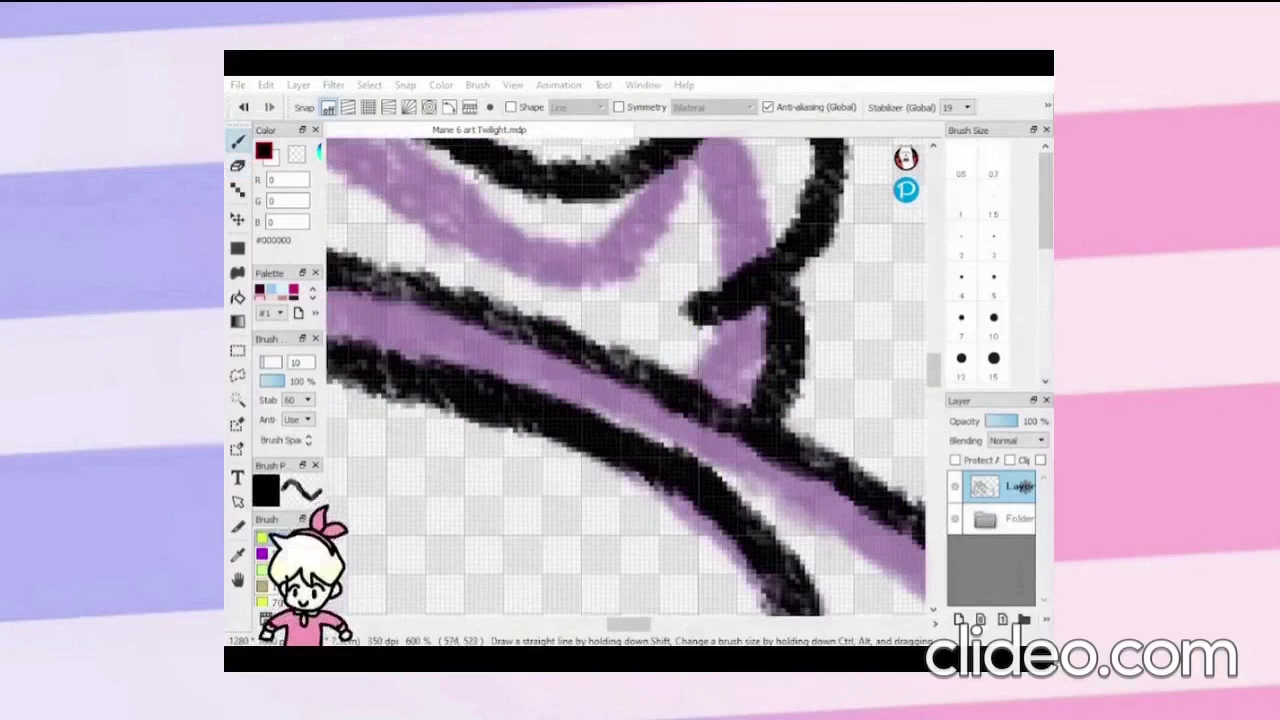 File Edit Layer Filter Select Snap Color Brush View Animation Tool Window Help
Snap off Shape Line Symmetry Bilateral Anti-aliasing (Global) Stabilizer (Global) 19 »
Color
Mane 6 art Twilight.mdp
Brush Size
R 0
G 0
B 0
#000000
0.5 0.7
1 1.5
2 3
4 5
7 10
12 15
Palette
#1 »
Brush
10
100 %
Stab 60
Anti- Use
Brush Spac
Brush P
Brush
Layer
Opacity 100 %
Blending Normal
Protect A Clip
Layer
Folder
70
350 dpi 600 % ( 574, 523 ) Draw a straight line by holding down Shift, Change a brush size by holding down Ctrl, Alt, and dragging
clideo.com